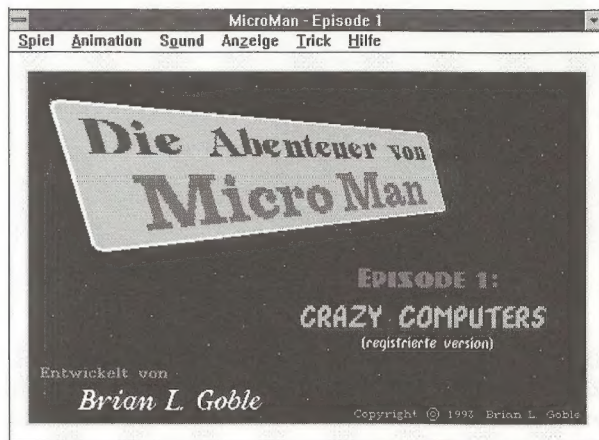 MicroMan - Episode 1
Spiel Animation Sound Anzeige Trick Hilfe
Die Abenteuer von
MicroMan
EPISODE 1:
CRAZY COMPUTERS
(registrierte version)
Entwickelt von
Brian L. Goble
Copyright © 1993 Brian L. Goble